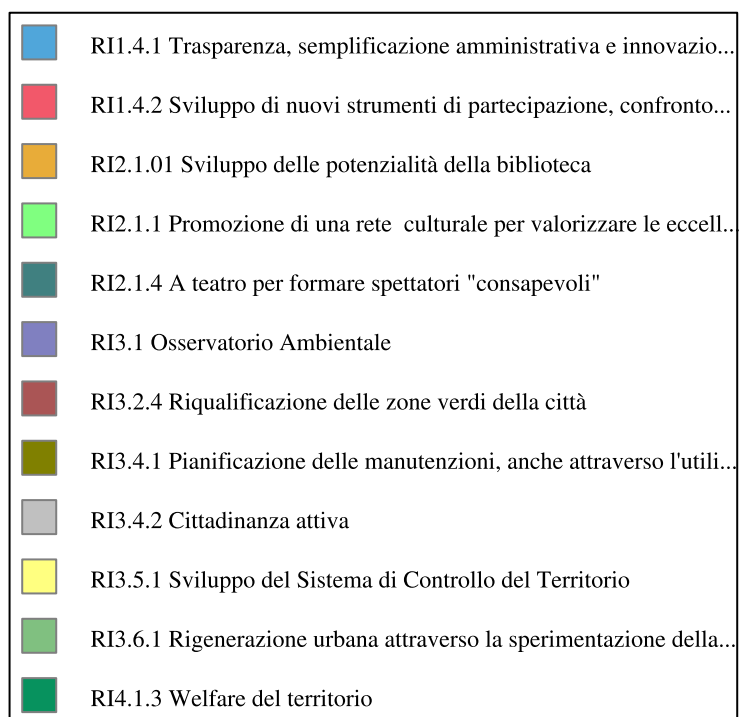 RI1.4.1 Trasparenza, semplificazione amministrativa e innovazio...
RI1.4.2 Sviluppo di nuovi strumenti di partecipazione, confronto...
RI2.1.01 Sviluppo delle potenzialità della biblioteca
RI2.1.1 Promozione di una rete  culturale per valorizzare le eccell...
RI2.1.4 A teatro per formare spettatori "consapevoli"
RI3.1 Osservatorio Ambientale
RI3.2.4 Riqualificazione delle zone verdi della città
RI3.4.1 Pianificazione delle manutenzioni, anche attraverso l'utili...
RI3.4.2 Cittadinanza attiva
RI3.5.1 Sviluppo del Sistema di Controllo del Territorio
RI3.6.1 Rigenerazione urbana attraverso la sperimentazione della...
RI4.1.3 Welfare del territorio